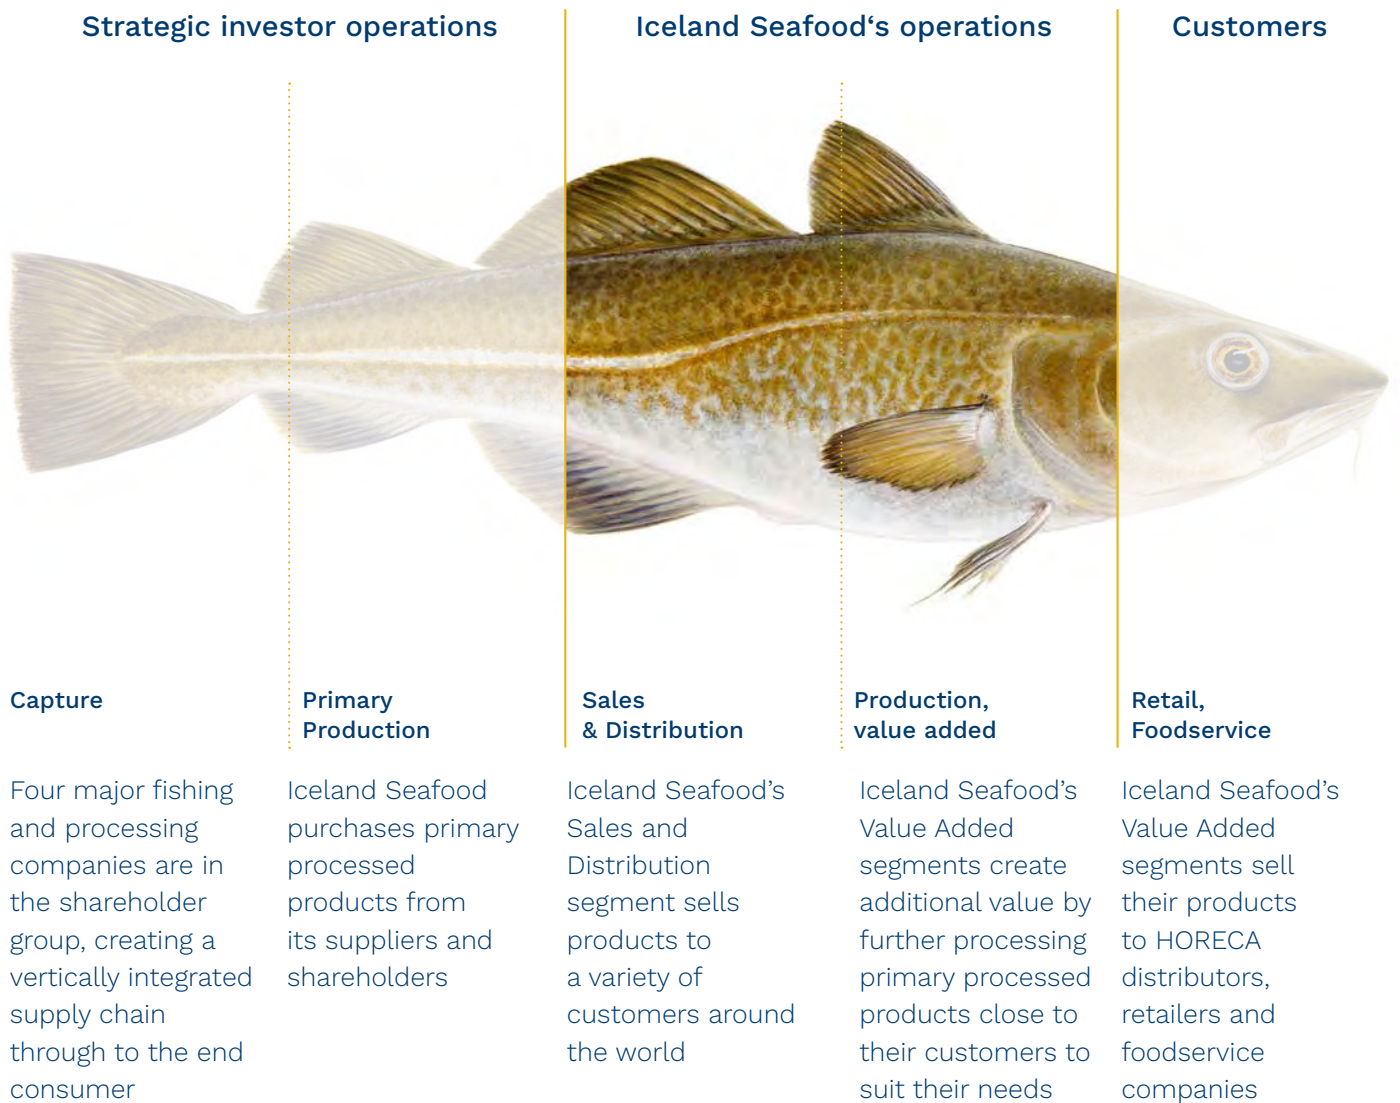 Strategic investor operations
Iceland Seafood‘s operations
Customers
Capture
Primary
Production
Sales
& Distribution
Production,
value added
Retail,
Foodservice
Four major fishing
and processing
companies are in
the shareholder
group, creating a
vertically integrated
supply chain
through to the end
consumer
Iceland Seafood
purchases primary
processed
products from
its suppliers and
shareholders
Iceland Seafood’s
Sales and
Distribution
segment sells
products to
a variety of
customers around
the world
Iceland Seafood’s
Value Added
segments create
additional value by
further processing
primary processed
products close to
their customers to
suit their needs
Iceland Seafood’s
Value Added
segments sell
their products
to HORECA
distributors,
retailers and
foodservice
companies